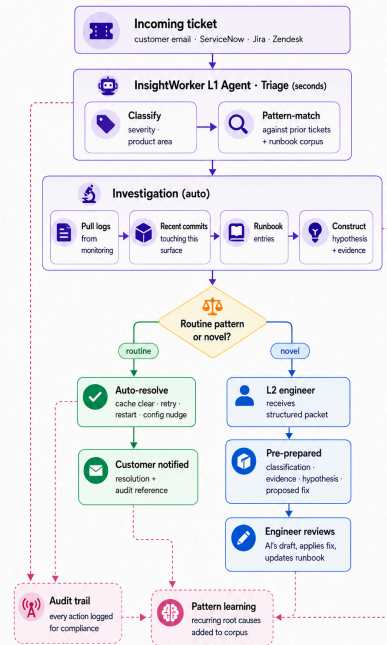 Incoming ticket
customer email · ServiceNow · Jira · Zendesk
InsightWorker L1 Agent · Triage (seconds)
Classify
severity ·
product area
Pattern-match
against prior tickets
+ runbook corpus
Investigation (auto)
Pull logs
from
monitoring
Recent commits
touching this
surface
Runbook
entries
Construct
hypothesis
+ evidence
Routine pattern
or novel?
routine
novel
Auto-resolve
cache clear · retry ·
restart · config nudge
L2 engineer
receives
structured packet
Customer notified
resolution +
audit reference
Pre-prepared
classification ·
evidence · hypothesis ·
proposed fix
Engineer reviews
AI's draft, applies fix,
updates runbook
Audit trail
every action logged
for compliance
Pattern learning
recurring root causes
added to corpus